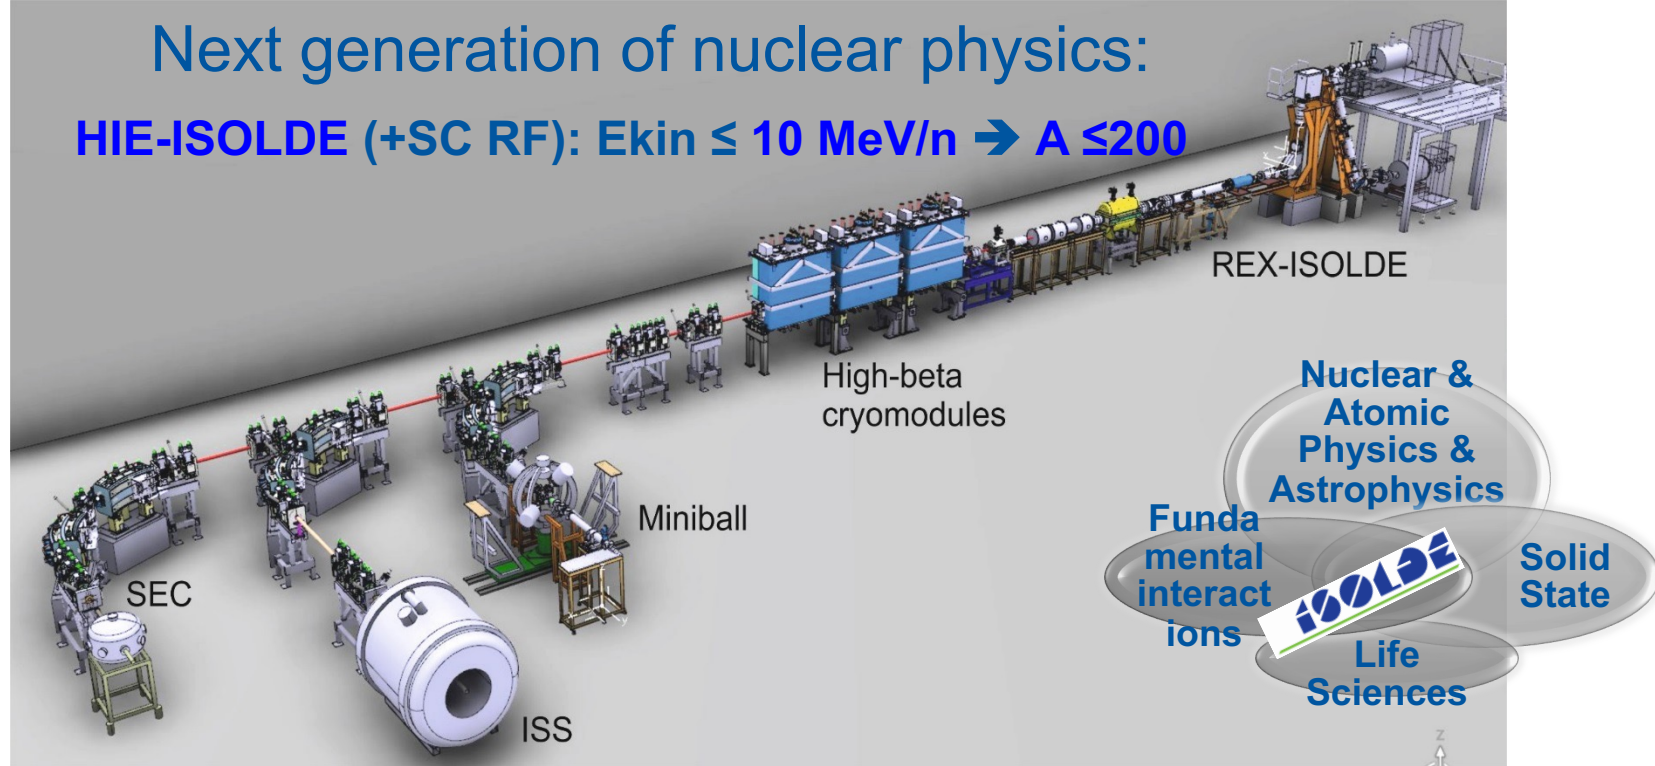 Next generation of nuclear physics:
HIE-ISOLDE (+SC RF): Ekin ≤ 10 MeV/n ➔ A ≤200
REX-ISOLDE
High-beta
cryomodules
Miniball
SEC
ISS
Nuclear &
Atomic
Physics &
Astrophysics
Funda
mental
interact
ions
ISOLDE
Solid
State
Life
Sciences
z